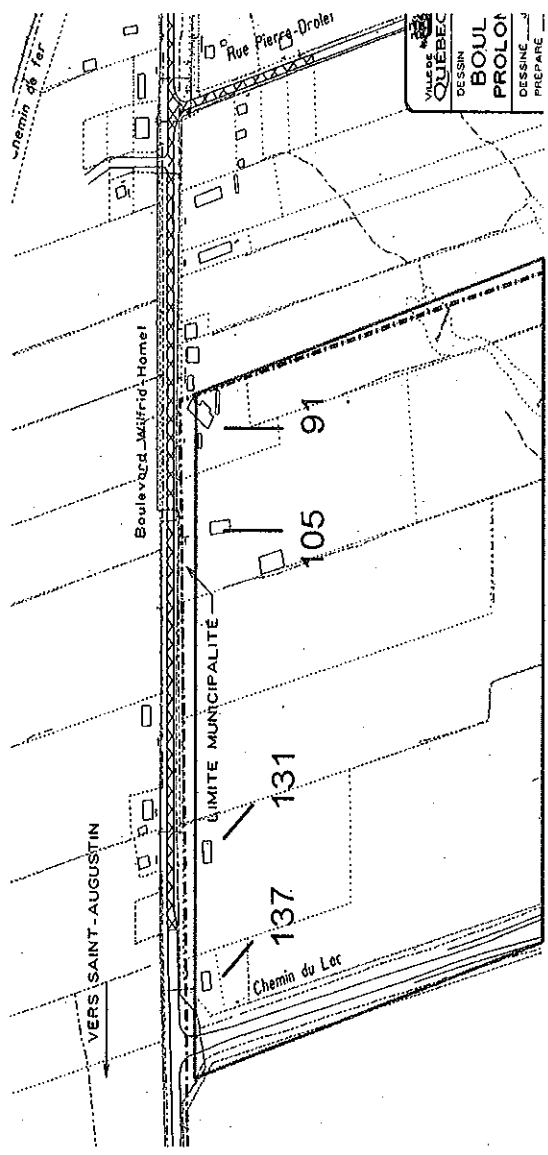 Chemin de fer
Rue Pierre-Drolet
VILLE DE
QUÉBEC
DESSIN
BOUL
PROLON
DESSINÉ
PRÉPARÉ
Boulevard Wilfrid-Hamel
91
105
LIMITE MUNICIPALITÉ
131
VERS SAINT-AUGUSTIN
137
Chemin du Lac